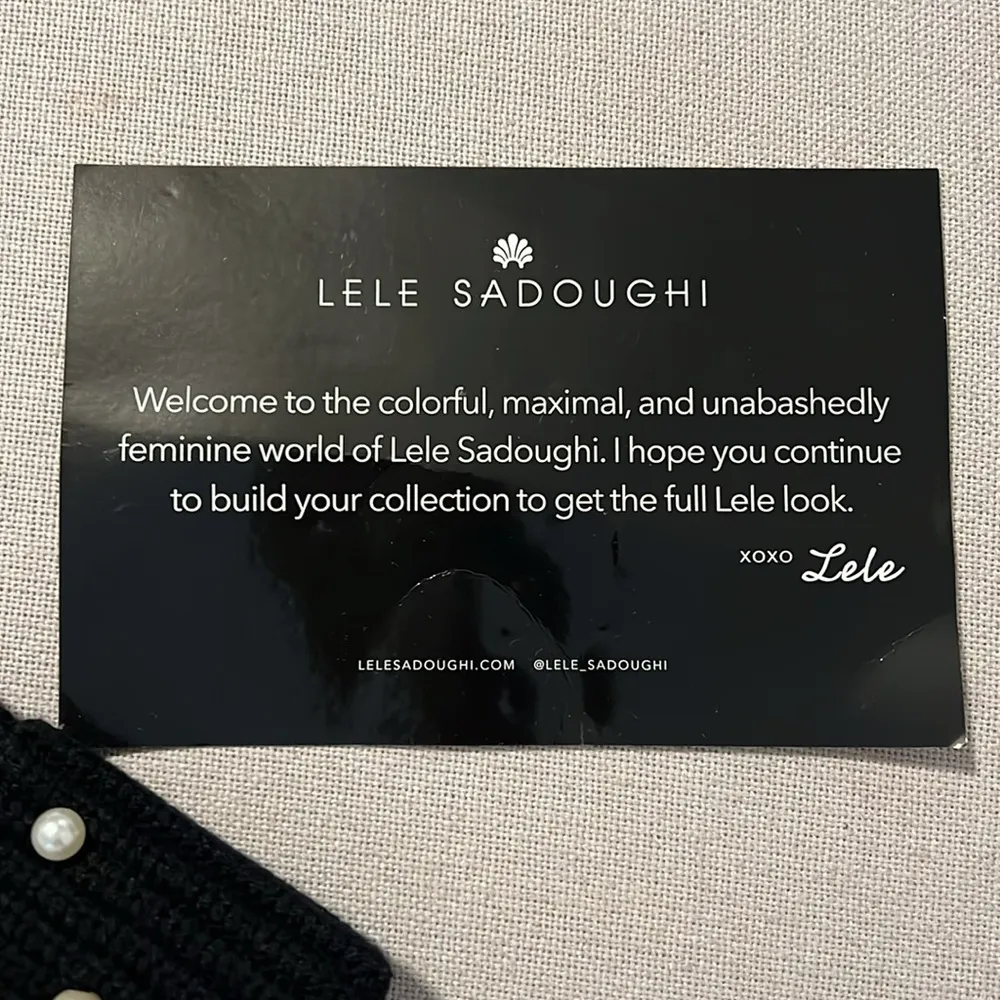 LELE SADOUGHI
Welcome to the colorful, maximal, and unabashedly
feminine world of Lele Sadoughi. I hope you continue
to build your collection to get the full Lele look.
xoxo Lele
LELESADOUGHI.COM @LELE_SADOUGHI